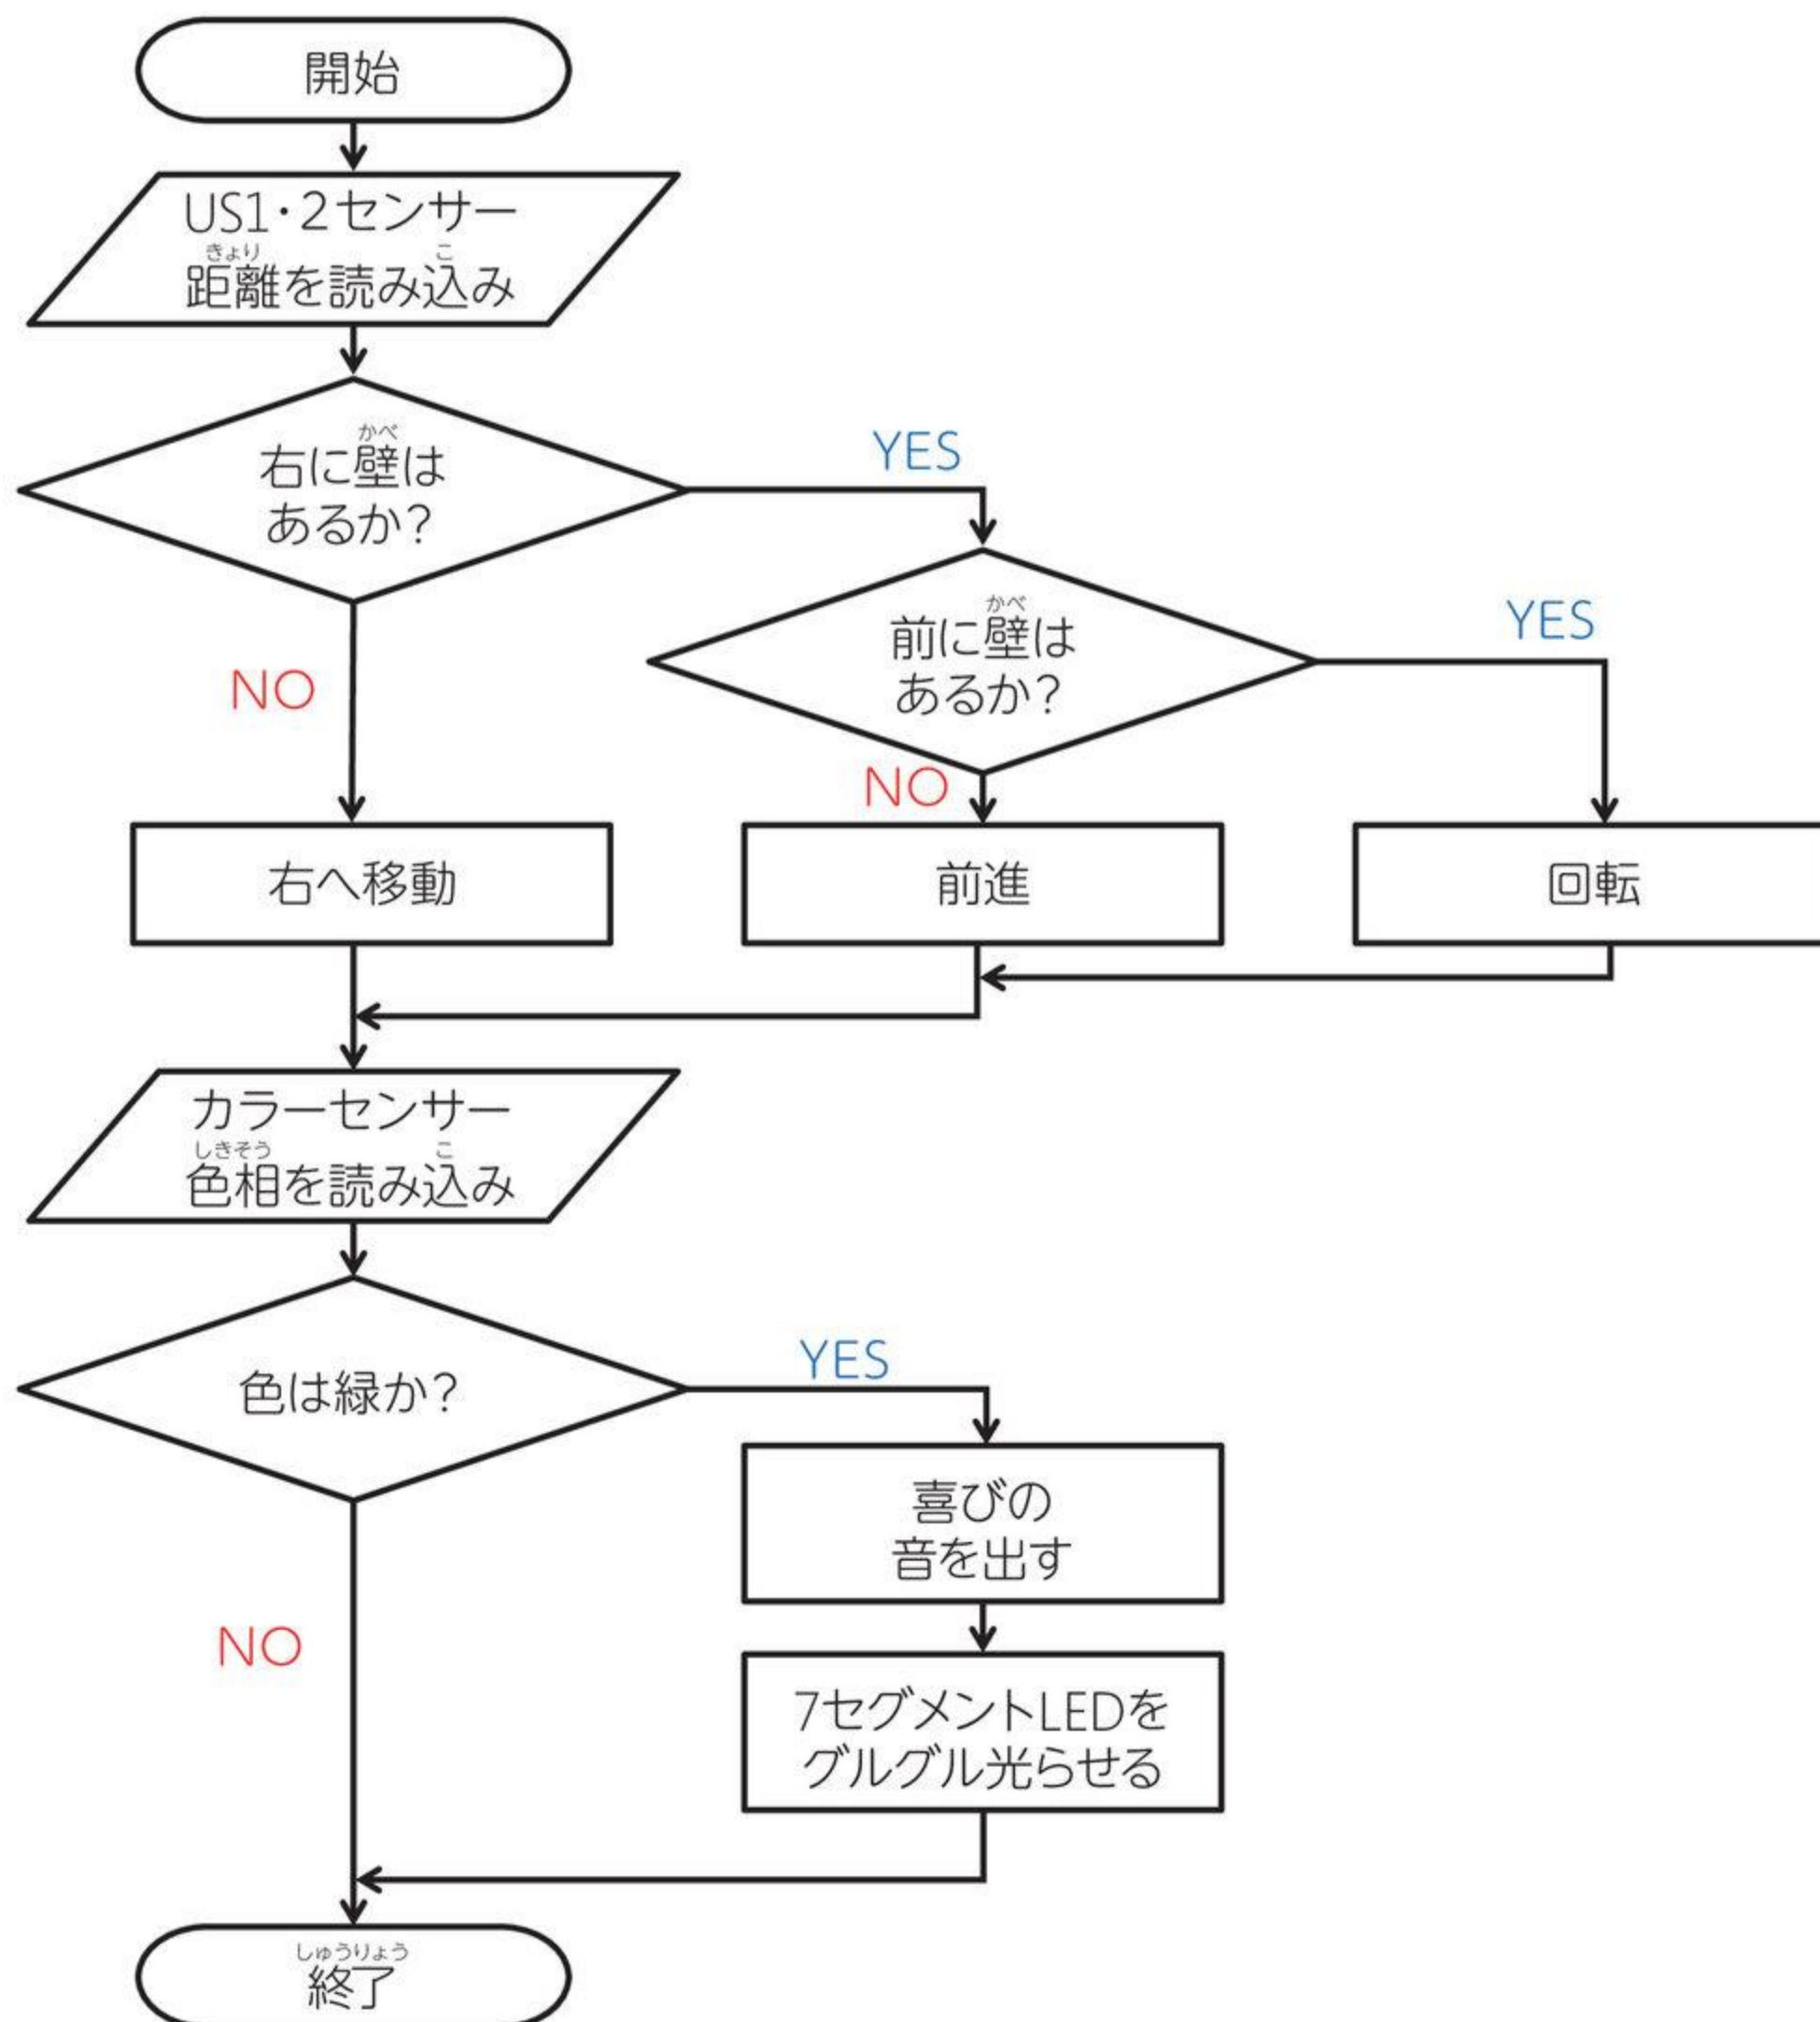 開始
US1・2センサー
きょり こ
距離を読み込み
かべ
右に壁は
あるか?
YES
かべ
前に壁は
あるか?
YES
NO
NO
右へ移動
前進
回転
カラーセンサー
しきそう こ
色相を読み込み
色は緑か?
YES
喜びの
音を出す
NO
7セグメントLEDを
グルグル光らせる
しゅうりょう
終了